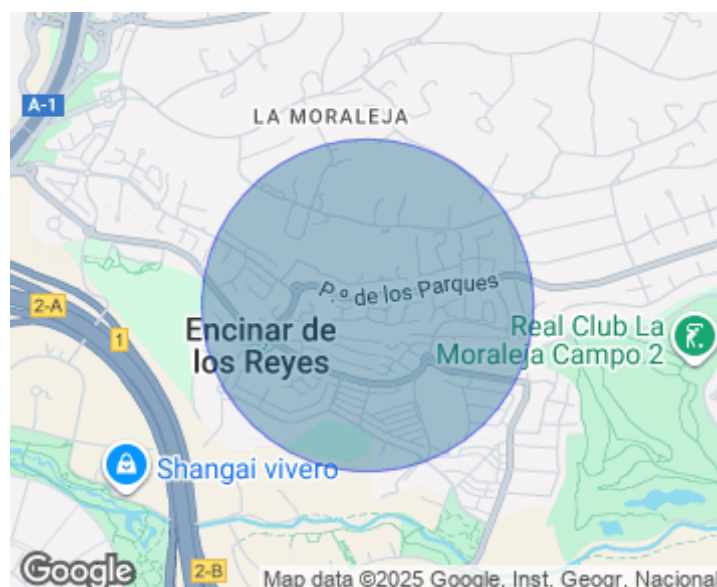 A-1
LA MORALEJA
P.º de los Parques
2-A
1
Encinar de
los Reyes
Real Club La
Moraleja Campo 2
Shangai vivero
2-B
Google
Map data ©2025 Google, Inst. Geogr. Nacional